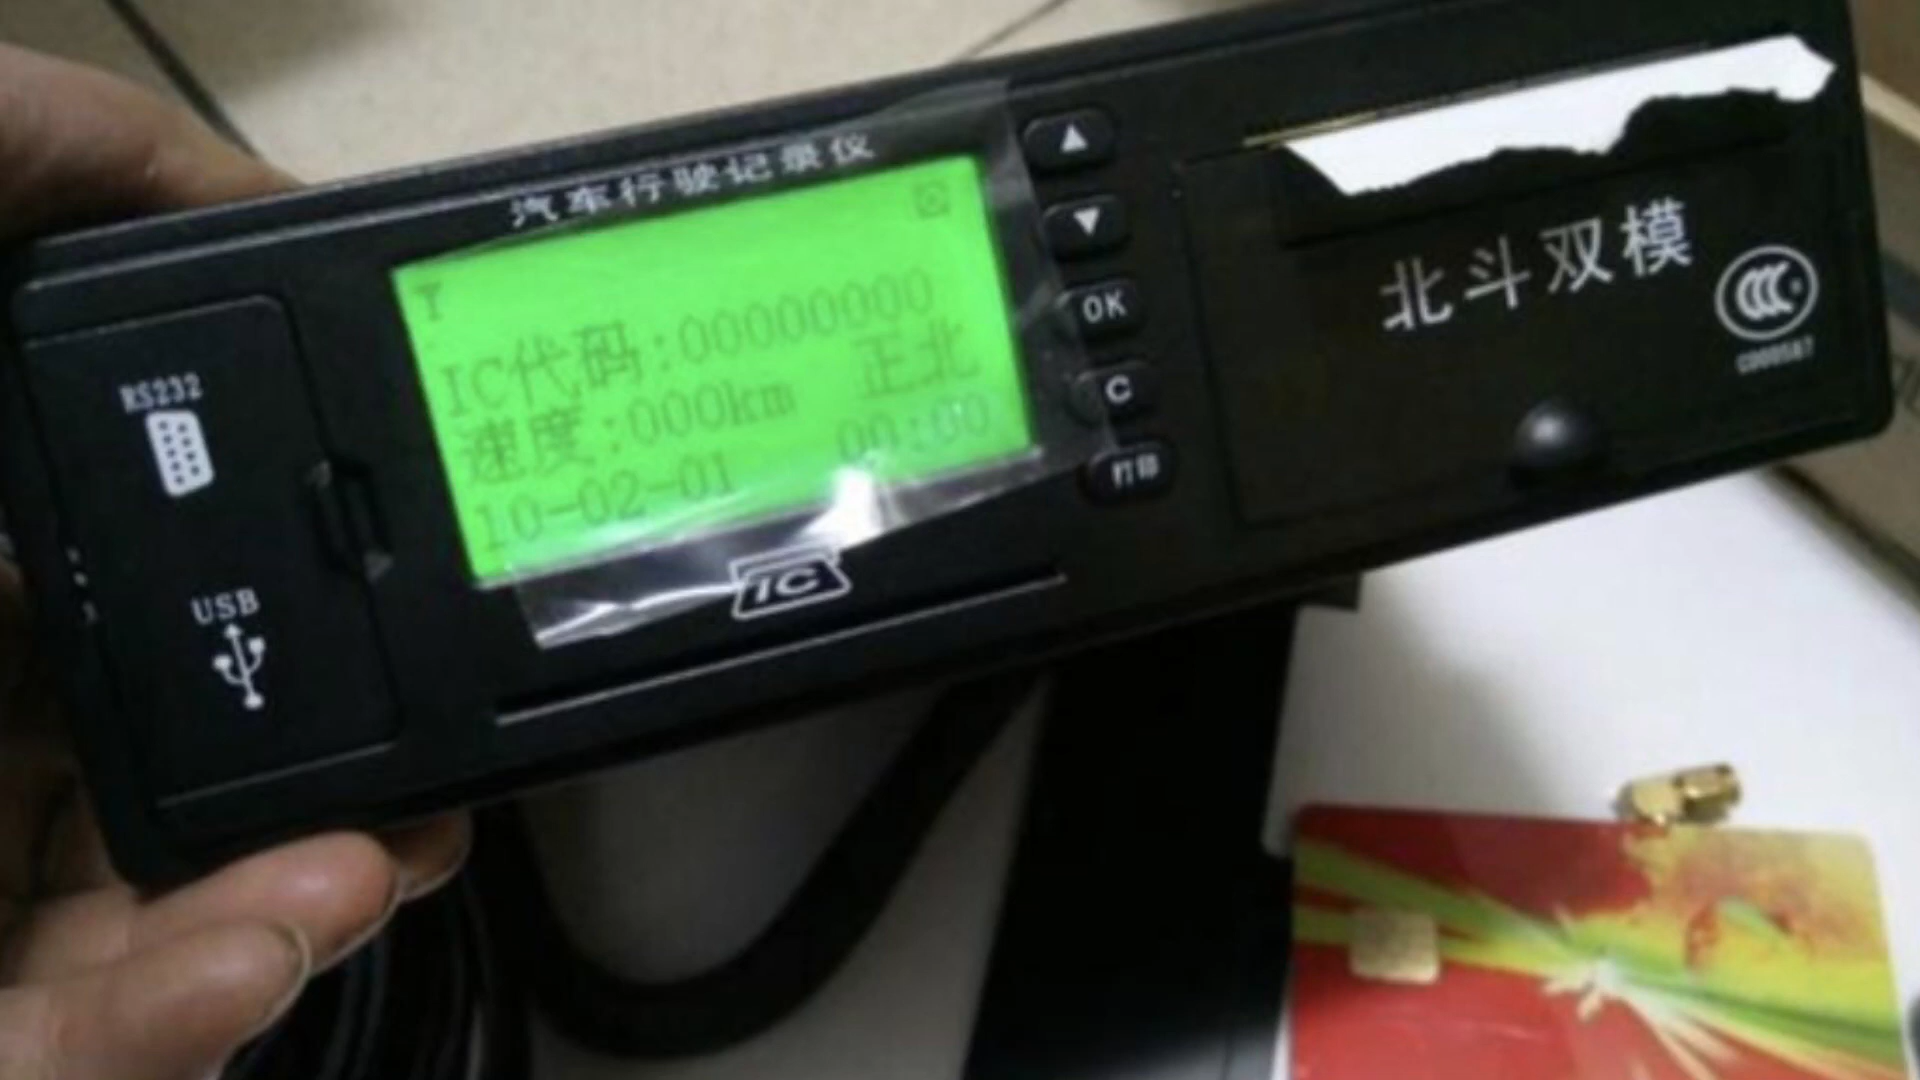 汽车行驶记录仪
IC代码:00000000
速度:000km 正北
10-02-01 00:00
IC
RS232
USB
OK
C
打印
北斗双模
CCC